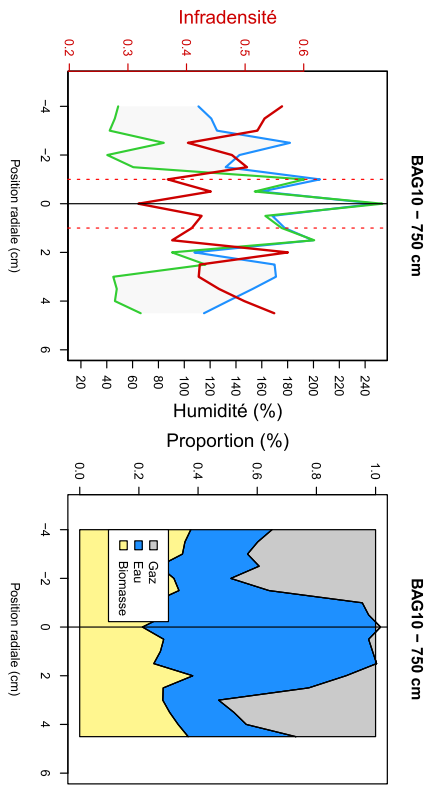 Infradensité
0.2 0.3 0.4 0.5 0.6
BAG10 − 750 cm
−4 −2 0 2 4 6
Position radiale (cm)
20 40 60 80 100 120 140 160 180 200 220 240
Humidité (%)
Proportion (%)
0.0 0.2 0.4 0.6 0.8 1.0
BAG10 − 750 cm
−4 −2 0 2 4 6
Position radiale (cm)
Gaz
Eau
Biomasse